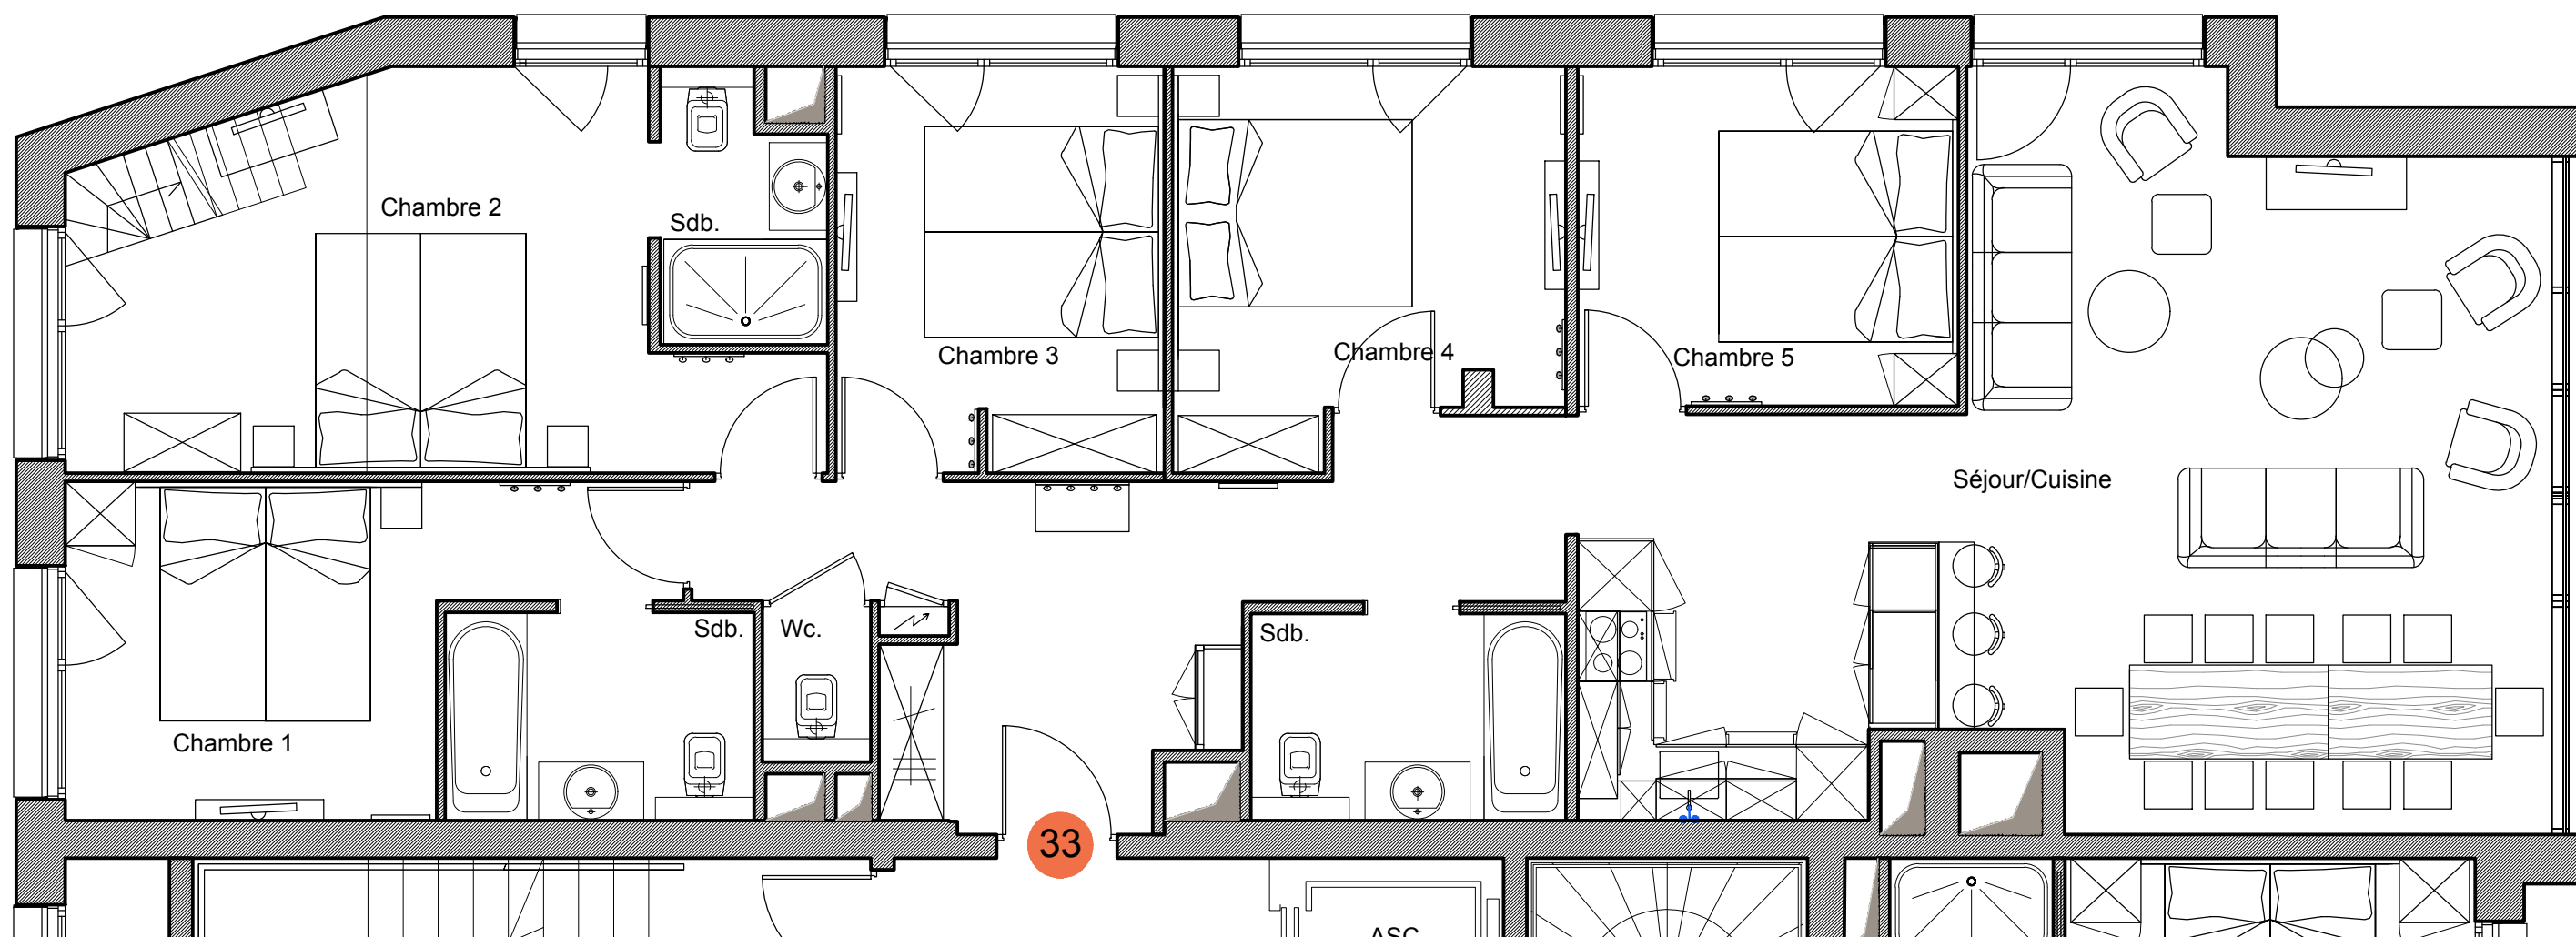 Chambre 2
Sdb.
Chambre 3
Chambre 4
Chambre 5
Séjour/Cuisine
Sdb.
Wc.
Sdb.
Chambre 1
33
ASC